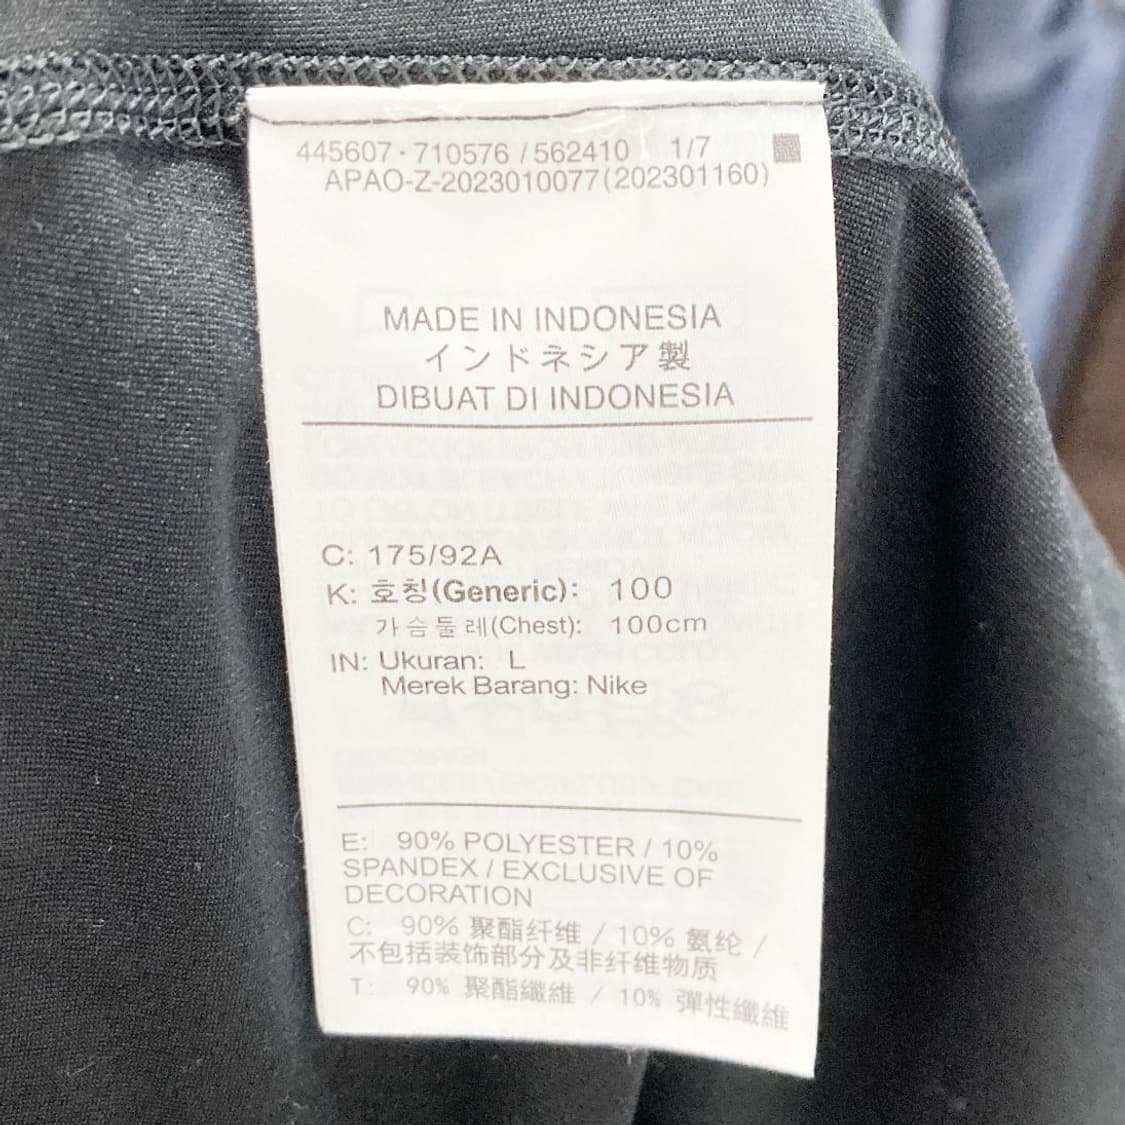 445607-710576 / 562410 1/7
APAO-Z-2023010077(202301160)
MADE IN INDONESIA
インドネシア製
DIBUAT DI INDONESIA
C: 175/92A
K: 호칭(Generic): 100
가슴둘레(Chest): 100cm
IN: Ukuran: L
Merek Barang: Nike
E: 90% POLYESTER / 10%
SPANDEX / EXCLUSIVE OF
DECORATION
C: 90% 聚酯纤维 / 10% 氨纶 /
不包括装饰部分及非纤维物质
T: 90% 聚酯纖維 / 10% 彈性纖維